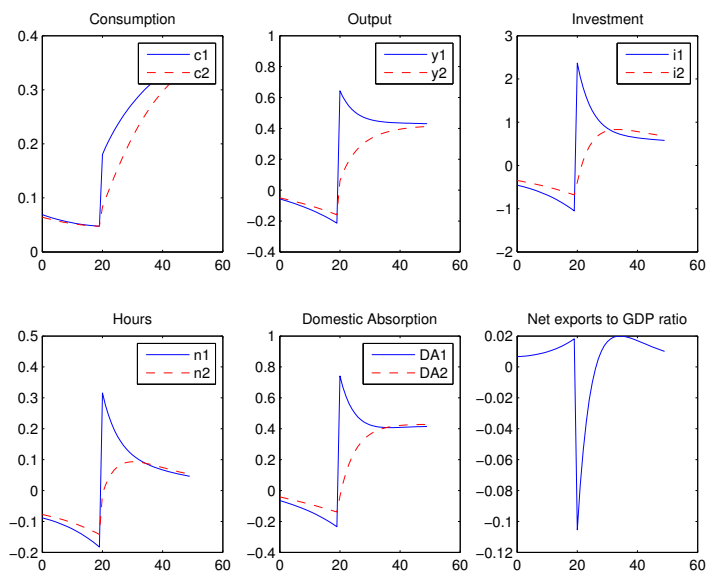 Consumption
0.4
0.3
0.2
0.1
0
0 20 40 60
c1
c2
Output
1
0.8
0.6
0.4
0.2
0
−0.2
−0.4
0 20 40 60
y1
y2
Investment
3
2
1
0
−1
−2
0 20 40 60
i1
i2
Hours
0.5
0.4
0.3
0.2
0.1
0
−0.1
−0.2
0 20 40 60
n1
n2
Domestic Absorption
1
0.8
0.6
0.4
0.2
0
−0.2
−0.4
0 20 40 60
DA1
DA2
Net exports to GDP ratio
0.02
0
−0.02
−0.04
−0.06
−0.08
−0.1
−0.12
0 20 40 60